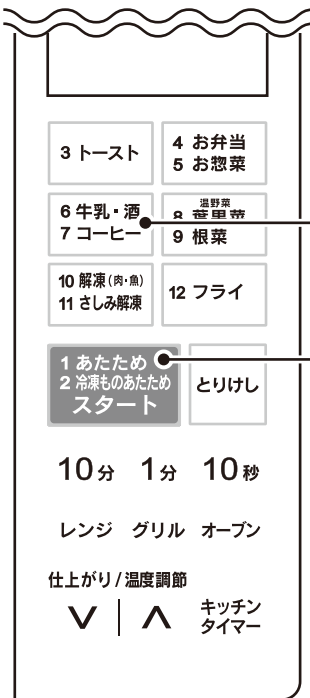 3 トースト
4 お弁当
5 お惣菜
6 牛乳・酒
7 コーヒー
温野菜
8 葉果菜
9 根菜
10 解凍(肉・魚)
11 さしみ解凍
12 フライ
1 あたため
2 冷凍ものあたため
スタート
とりけし
10分 1分 10秒
レンジ グリル オーブン
仕上がり/温度調節
キッチン
タイマー